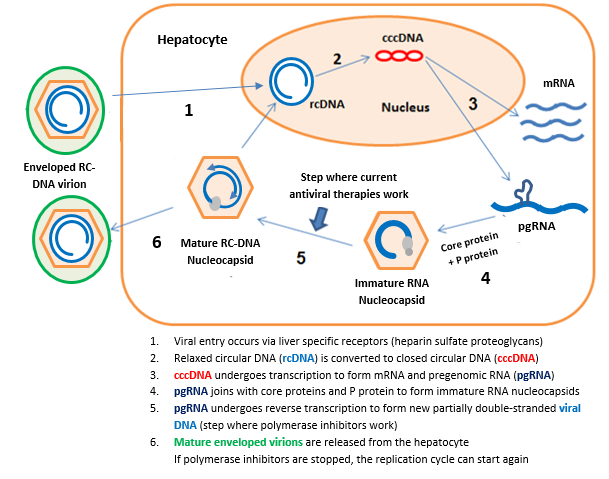 Hepatocyte
cccDNA
2
mRNA
rcDNA
Nucleus
1
3
Enveloped RC-
DNA virion
Step where current
antiviral therapies work
pgRNA
6
Mature RC-DNA
Nucleocapsid
5
Core protein
+ P protein
4
Immature RNA
Nucleocapsid
1. Viral entry occurs via liver specific receptors (heparin sulfate proteoglycans)
2. Relaxed circular DNA (rcDNA) is converted to closed circular DNA (cccDNA)
3. cccDNA undergoes transcription to form mRNA and pregenomic RNA (pgRNA)
4. pgRNA joins with core proteins and P protein to form immature RNA nucleocapsids
5. pgRNA undergoes reverse transcription to form new partially double-stranded viral
DNA (step where polymerase inhibitors work)
6. Mature enveloped virions are released from the hepatocyte
If polymerase inhibitors are stopped, the replication cycle can start again